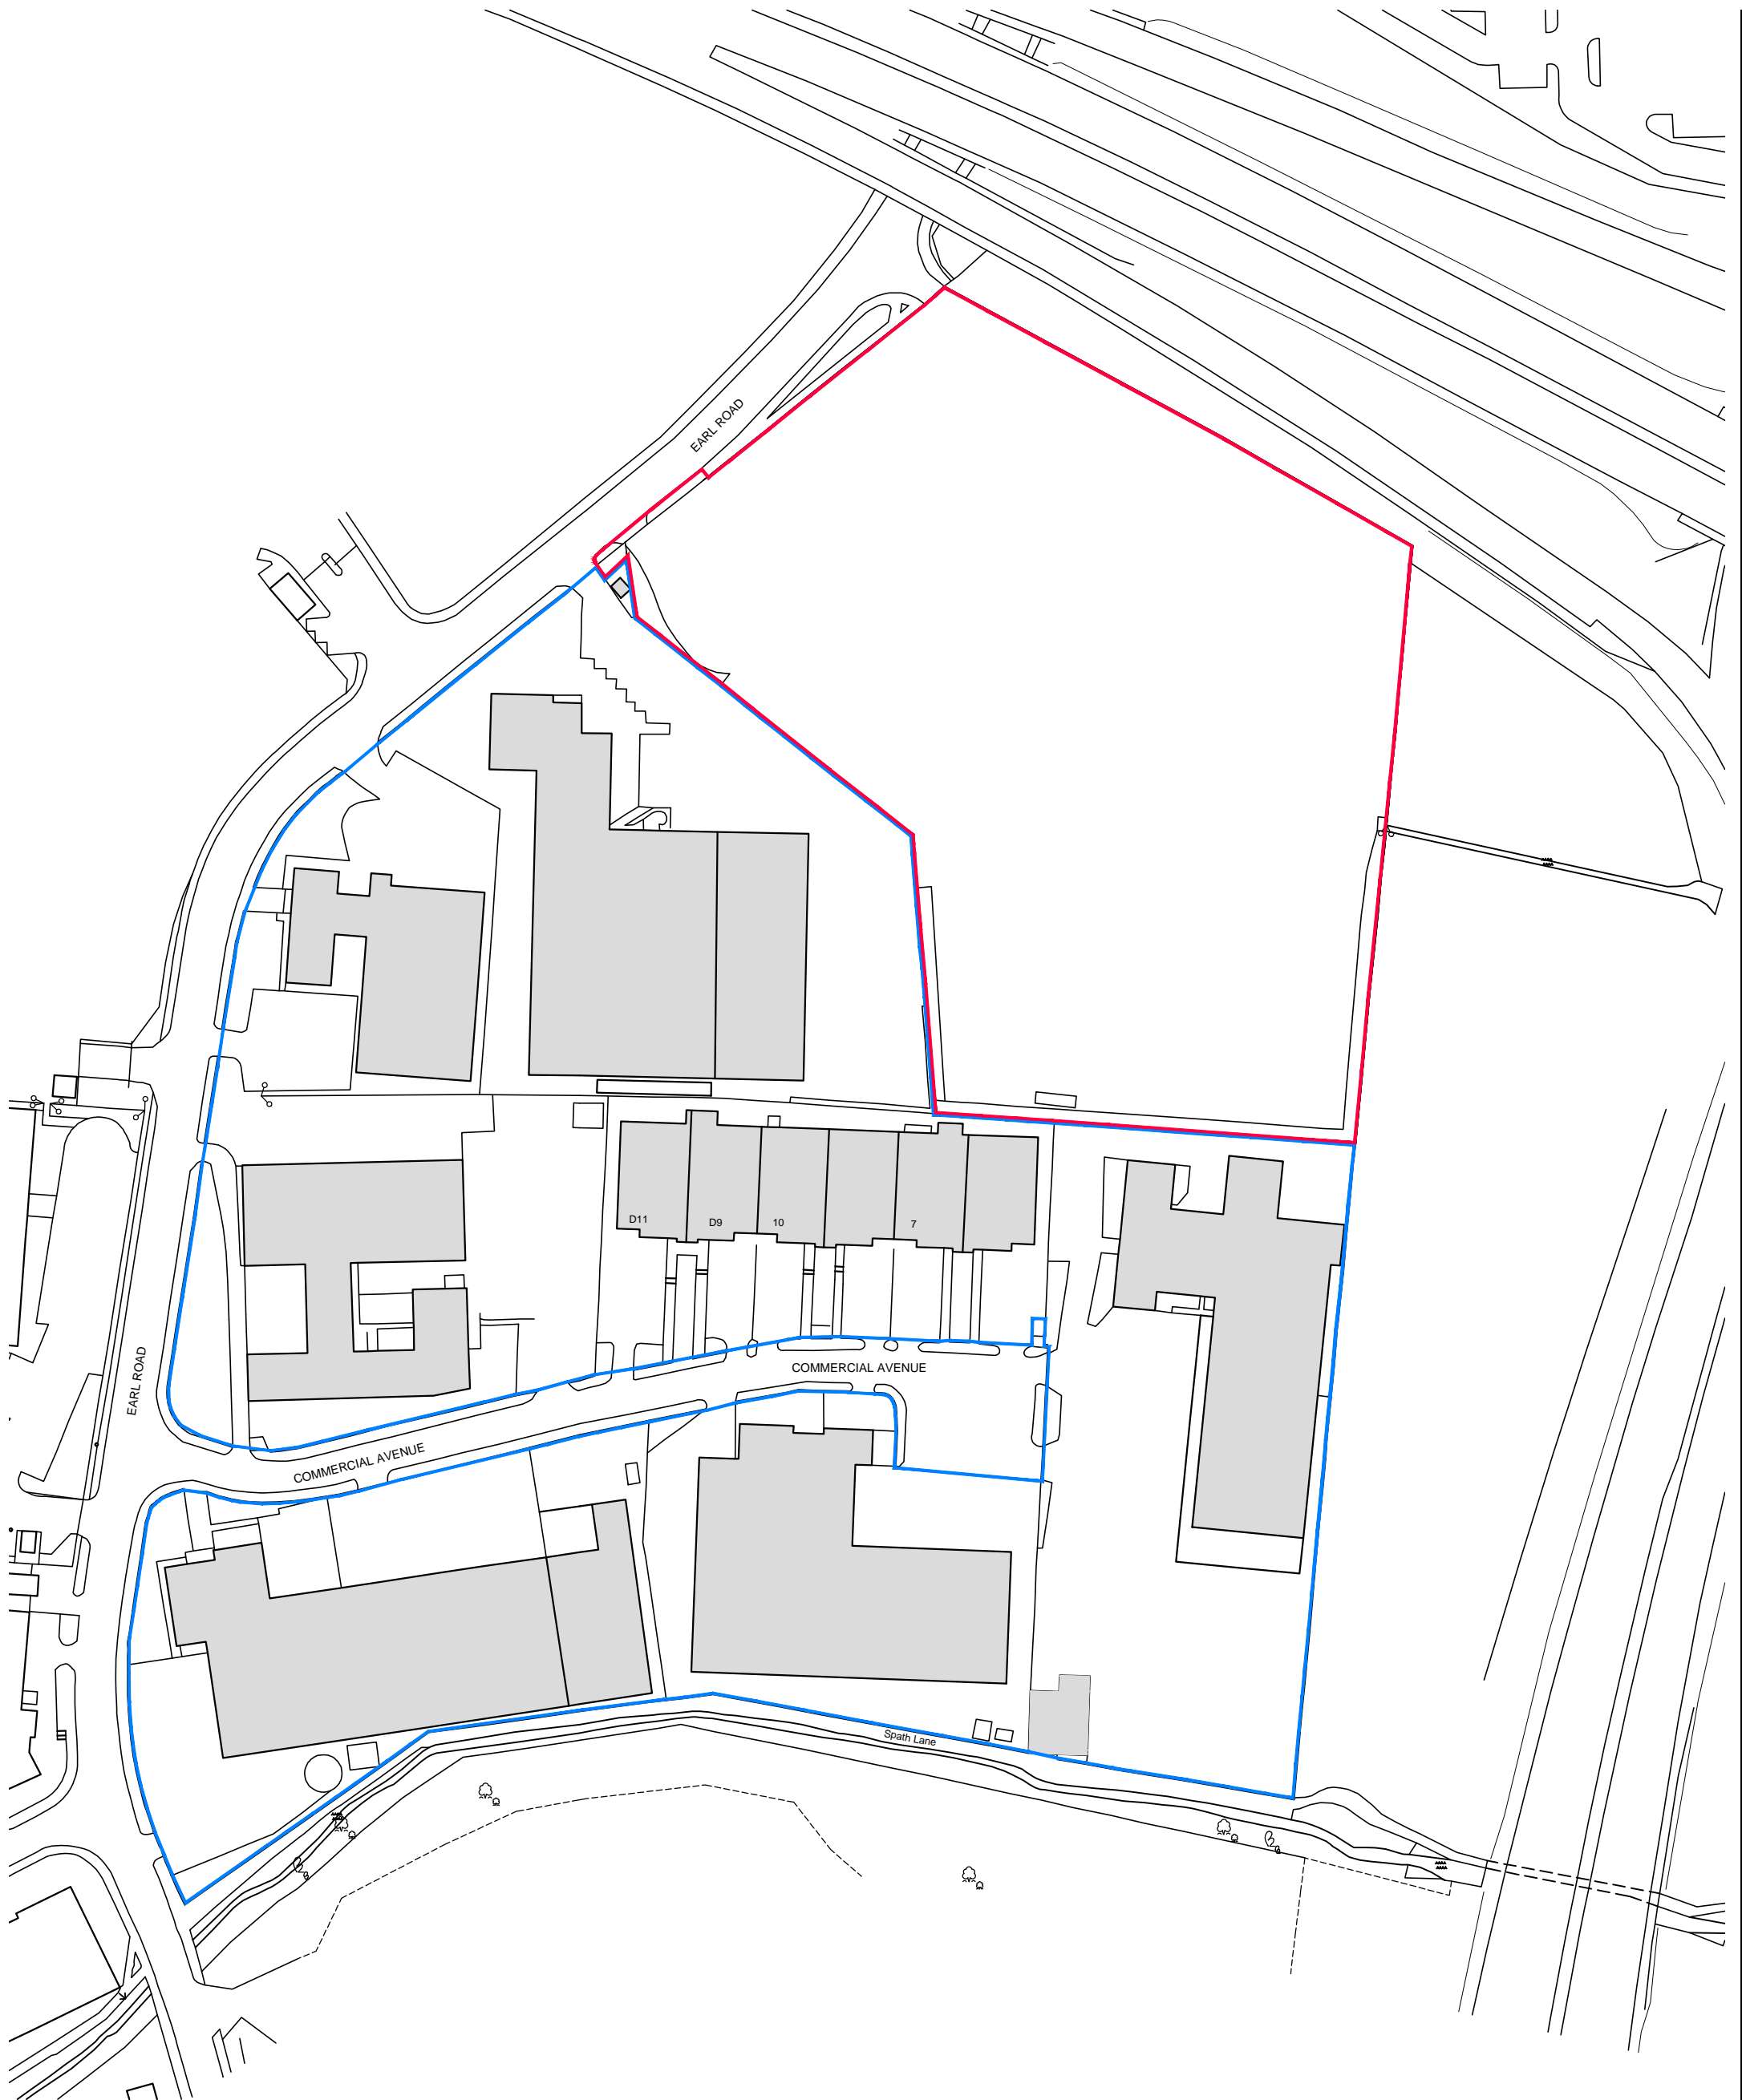 EARL ROAD
D11
D9
10
7
COMMERCIAL AVENUE
EARL ROAD
COMMERCIAL AVENUE
Spath Lane